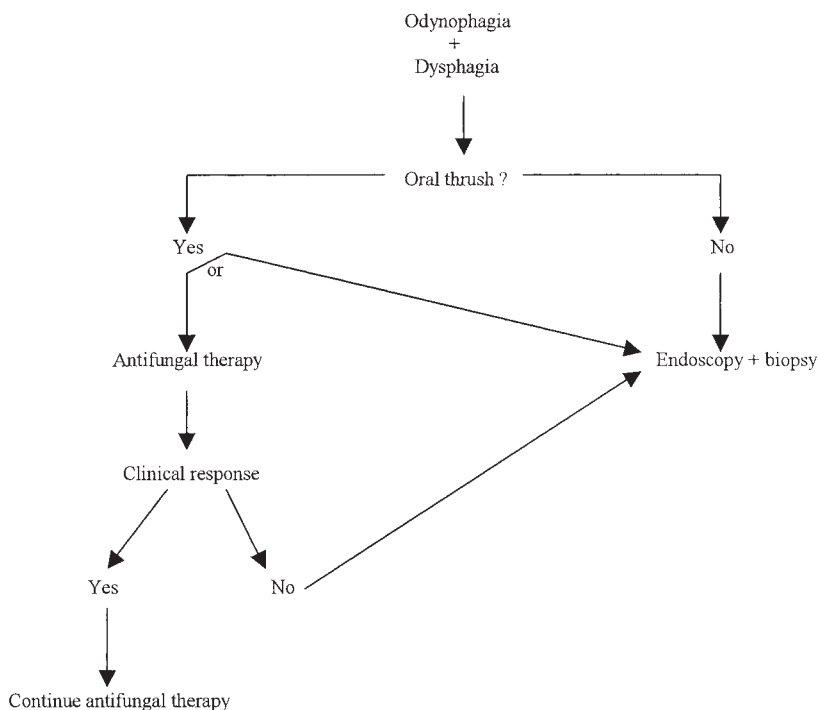 Odynophagia
+
Dysphagia
Oral thrush ?
Yes
No
or
Antifungal therapy
Endoscopy + biopsy
Clinical response
Yes
No
Continue antifungal therapy